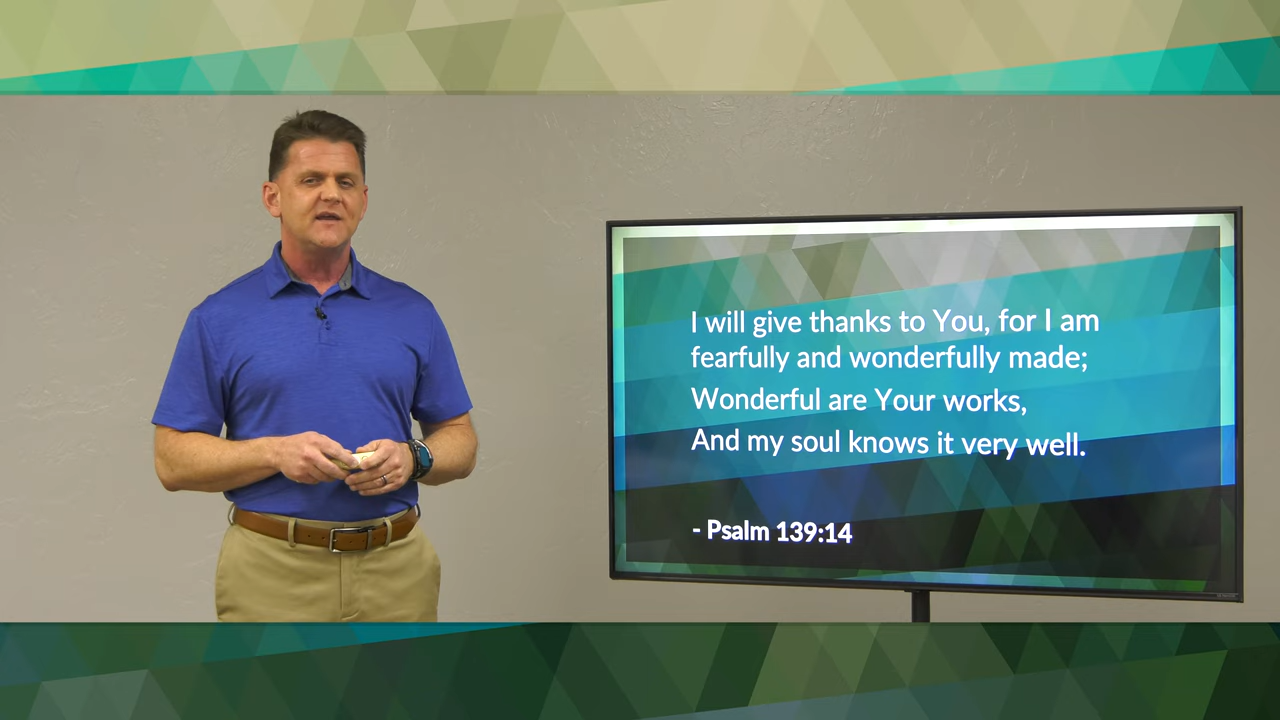 I will give thanks to You, for I am
fearfully and wonderfully made;
Wonderful are Your works,
And my soul knows it very well.
- Psalm 139:14